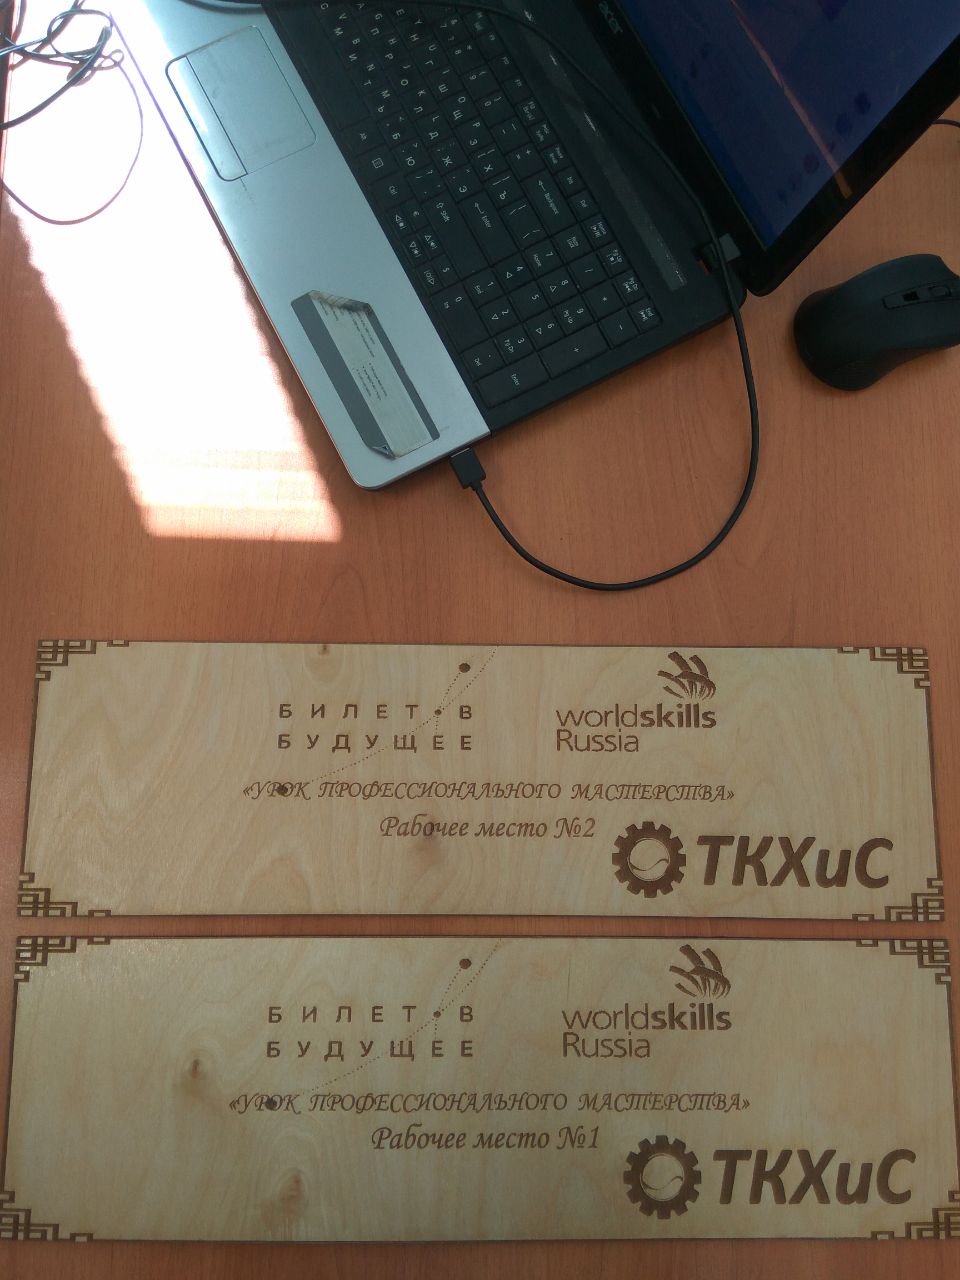 acer
БИЛЕТ В
БУДУЩЕЕ
worldskills
Russia
«УРОК ПРОФЕССИОНАЛЬНОГО МАСТЕРСТВА»
Рабочее место №2
ТКХиС
БИЛЕТ В
БУДУЩЕЕ
worldskills
Russia
«УРОК ПРОФЕССИОНАЛЬНОГО МАСТЕРСТВА»
Рабочее место №1
ТКХиС